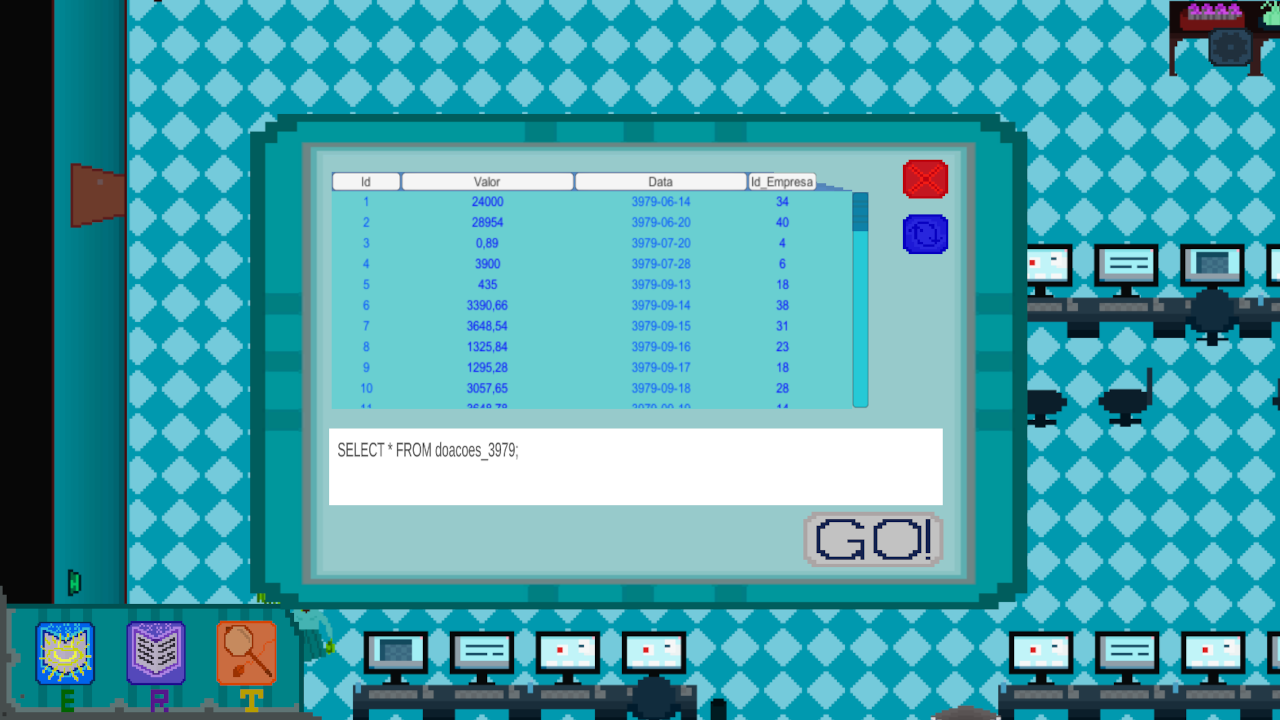 Id Valor Data Id_Empresa
1 24000 3979-06-14 34
2 28954 3979-06-20 40
3 0,89 3979-07-20 4
4 3900 3979-07-28 6
5 435 3979-09-13 18
6 3390,66 3979-09-14 38
7 3648,54 3979-09-15 31
8 1325,84 3979-09-16 23
9 1295,28 3979-09-17 18
10 3057,65 3979-09-18 28
SELECT * FROM doacoes_3979;
GO!
E R T